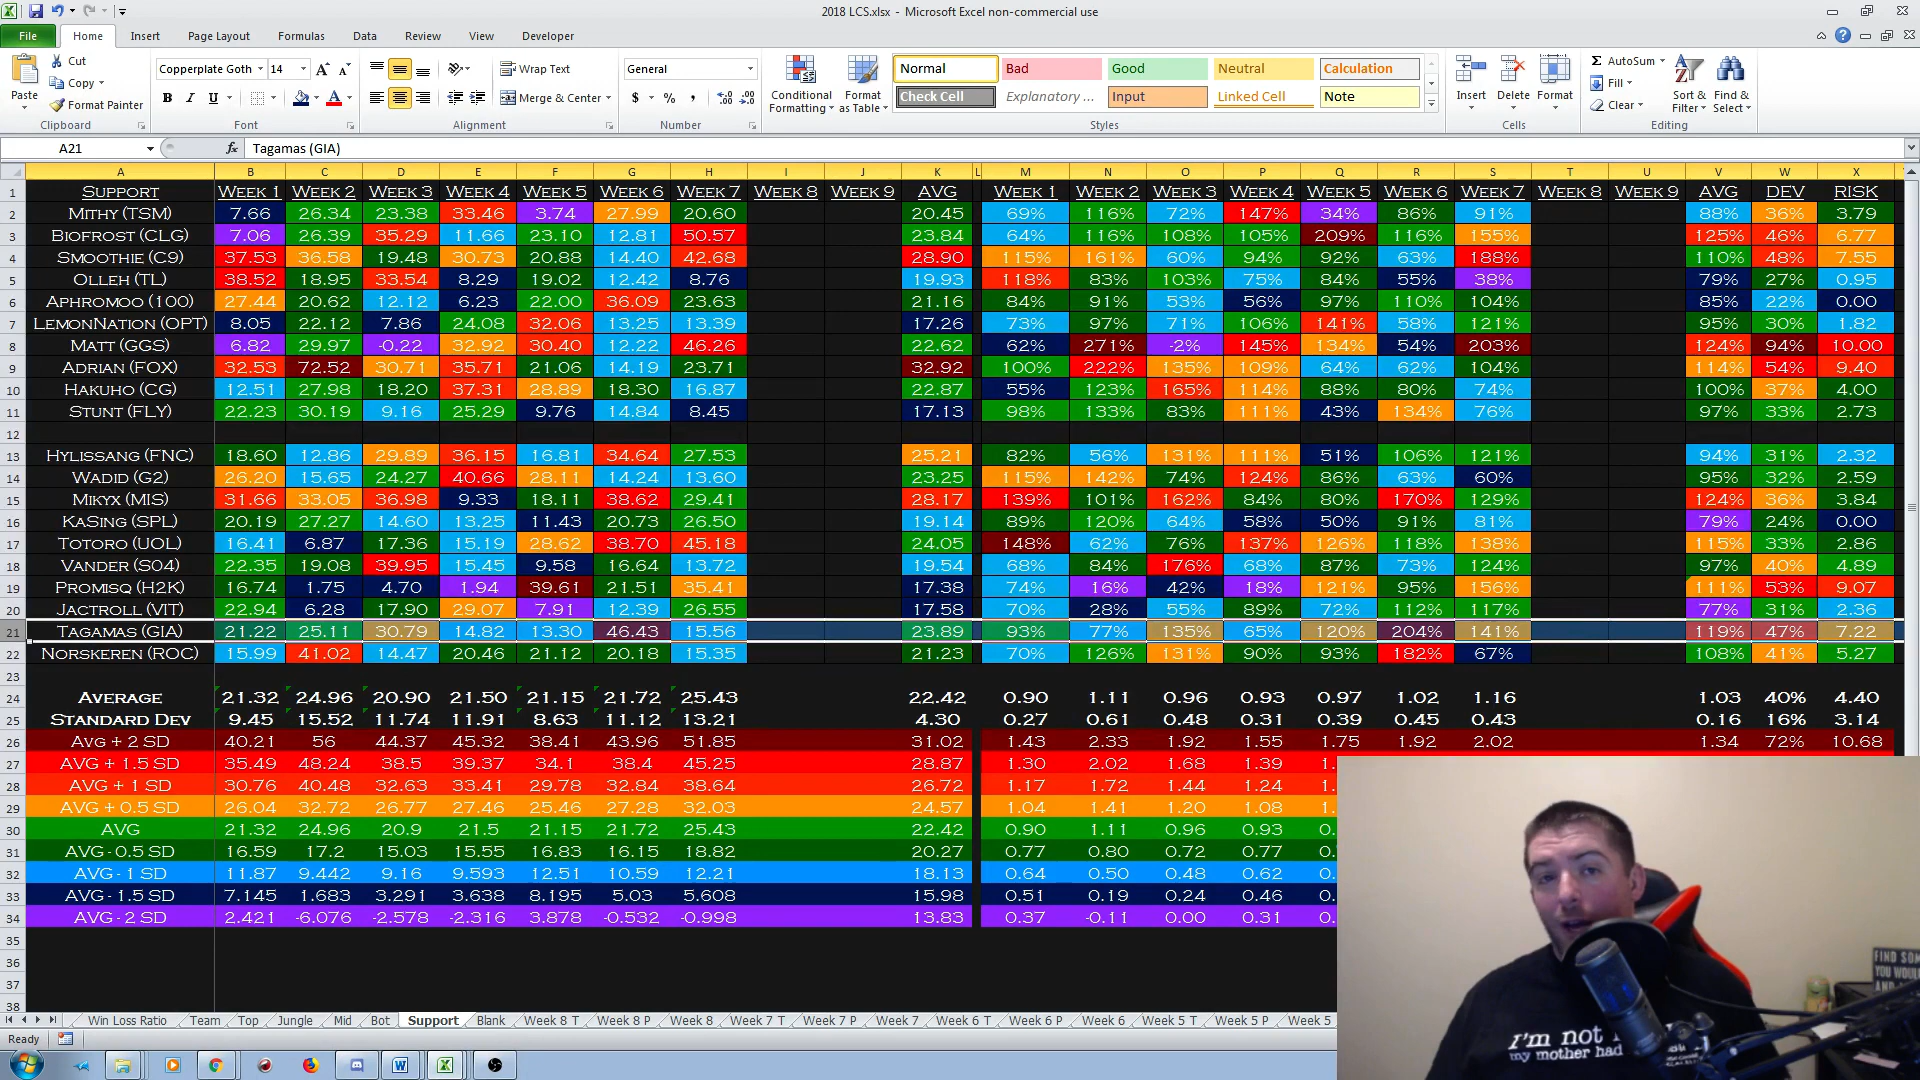 2018 LCS.xlsx - Microsoft Excel non-commercial use
File Home Insert Page Layout Formulas Data Review View Developer
Paste Cut Copy Format Painter Clipboard
Copperplate Goth 14 B I U Font
Wrap Text Merge & Center Alignment
General $ % , Number
Conditional Formatting Format as Table
Normal Bad Good Neutral Calculation
Check Cell Explanatory ... Input Linked Cell Note
Styles
Insert Delete Format Cells
AutoSum Fill Clear Sort & Filter Find & Select Editing
A21 fx Tagamas (GIA)
A B C D E F G H I J K L M N O P Q R S T U V W X
1 Support Week 1 Week 2 Week 3 Week 4 Week 5 Week 6 Week 7 Week 8 Week 9 AVG Week 1 Week 2 Week 3 Week 4 Week 5 Week 6 Week 7 Week 8 Week 9 AVG DEV RISK
2 Mithy (TSM) 7.66 26.34 23.38 33.46 3.74 27.99 20.60 20.45 69% 116% 72% 147% 34% 86% 91% 88% 36% 3.79
3 Biofrost (CLG) 7.06 26.39 35.29 11.66 23.10 12.81 50.57 23.84 64% 116% 108% 105% 209% 116% 155% 125% 46% 6.77
4 Smoothie (C9) 37.53 36.58 19.48 30.73 20.88 14.40 42.68 28.90 115% 161% 60% 94% 92% 63% 188% 110% 48% 7.55
5 Olleh (TL) 38.52 18.95 33.54 8.29 19.02 12.42 8.76 19.93 118% 83% 103% 75% 84% 55% 38% 79% 27% 0.95
6 Aphromoo (100) 27.44 20.62 12.12 6.23 22.00 36.09 23.63 21.16 84% 91% 53% 56% 97% 110% 104% 85% 22% 0.00
7 LemonNation (OPT) 8.05 22.12 7.86 24.08 32.06 13.25 13.39 17.26 73% 97% 71% 106% 141% 58% 121% 95% 30% 1.82
8 Matt (GGS) 6.82 29.97 -0.22 32.92 30.40 12.22 46.26 22.62 62% 271% -2% 145% 134% 54% 203% 124% 94% 10.00
9 Adrian (FOX) 32.53 72.52 30.71 35.71 21.06 14.19 23.71 32.92 100% 222% 135% 109% 64% 62% 104% 114% 54% 9.40
10 Hakuho (CG) 12.51 27.98 18.20 37.31 28.89 18.30 16.87 22.87 55% 123% 165% 114% 88% 80% 74% 100% 37% 4.00
11 Stunt (FLY) 22.23 30.19 9.16 25.29 9.76 14.84 8.45 17.13 98% 133% 83% 111% 43% 134% 76% 97% 33% 2.73
12
13 Hylissang (FNC) 18.60 12.86 29.89 36.15 16.81 34.64 27.53 25.21 82% 56% 131% 111% 51% 106% 121% 94% 31% 2.32
14 Wadid (G2) 26.20 15.65 24.27 40.66 28.11 14.24 13.60 23.25 115% 142% 74% 124% 86% 63% 60% 95% 32% 2.59
15 Mikyx (MIS) 31.66 33.05 36.98 9.33 18.11 38.62 29.41 28.17 139% 101% 162% 84% 80% 170% 129% 124% 36% 3.84
16 KaSing (SPL) 20.19 27.27 14.60 13.25 11.43 20.73 26.50 19.14 89% 120% 64% 58% 50% 91% 81% 79% 24% 0.00
17 Totoro (UOL) 16.41 6.87 17.36 15.19 28.62 38.70 45.18 24.05 148% 62% 76% 137% 126% 118% 138% 115% 33% 2.86
18 Vander (S04) 22.35 19.08 39.95 15.45 9.58 16.64 13.72 19.54 68% 84% 176% 68% 87% 73% 124% 97% 40% 4.89
19 Promisq (H2K) 16.74 1.75 4.70 1.94 39.61 21.51 35.41 17.38 74% 16% 42% 18% 121% 95% 156% 111% 53% 9.07
20 Jactroll (VIT) 22.94 6.28 17.90 29.07 7.91 12.39 26.55 17.58 70% 28% 55% 89% 72% 112% 117% 77% 31% 2.36
21 Tagamas (GIA) 21.22 25.11 30.79 14.82 13.30 46.43 15.56 23.89 93% 77% 135% 65% 120% 204% 141% 119% 47% 7.22
22 Norskeren (ROC) 15.99 41.02 14.47 20.46 21.12 20.18 15.35 21.23 70% 126% 131% 90% 93% 182% 67% 108% 41% 5.27
23
24 Average 21.32 24.96 20.90 21.50 21.15 21.72 25.43 22.42 0.90 1.11 0.96 0.93 0.97 1.02 1.16 1.03 40% 4.40
25 Standard Dev 9.45 15.52 11.74 11.91 8.63 11.12 13.21 4.30 0.27 0.61 0.48 0.31 0.39 0.45 0.43 0.16 16% 3.14
26 Avg + 2 SD 40.21 56 44.37 45.32 38.41 43.96 51.85 31.02 1.43 2.33 1.92 1.55 1.75 1.92 2.02 1.34 72% 10.68
27 AVG + 1.5 SD 35.49 48.24 38.5 39.37 34.1 38.4 45.25 28.87 1.30 2.02 1.68 1.39 1.
28 AVG + 1 SD 30.76 40.48 32.63 33.41 29.78 32.84 38.64 26.72 1.17 1.72 1.44 1.24 1.
29 AVG + 0.5 SD 26.04 32.72 26.77 27.46 25.46 27.28 32.03 24.57 1.04 1.41 1.20 1.08 1.
30 AVG 21.32 24.96 20.9 21.5 21.15 21.72 25.43 22.42 0.90 1.11 0.96 0.93 0.
31 AVG - 0.5 SD 16.59 17.2 15.03 15.55 16.83 16.15 18.82 20.27 0.77 0.80 0.72 0.77 0.
32 AVG - 1 SD 11.87 9.442 9.16 9.593 12.51 10.59 12.21 18.13 0.64 0.50 0.48 0.62 0.
33 AVG - 1.5 SD 7.145 1.683 3.291 3.638 8.195 5.03 5.608 15.98 0.51 0.19 0.24 0.46 0.
34 AVG - 2 SD 2.421 -6.076 -2.578 -2.316 3.878 -0.532 -0.998 13.83 0.37 -0.11 0.00 0.31 0.
35
36
37
38
FIND SOM
YOU WOULD
AND
I'm not
my mother had
Win Loss Ratio Team Top Jungle Mid Bot Support Blank Week 8 T Week 8 P Week 8 Week 7 T Week 7 P Week 7 Week 6 T Week 6 P Week 6 Week 5 T Week 5 P Week 5
Ready